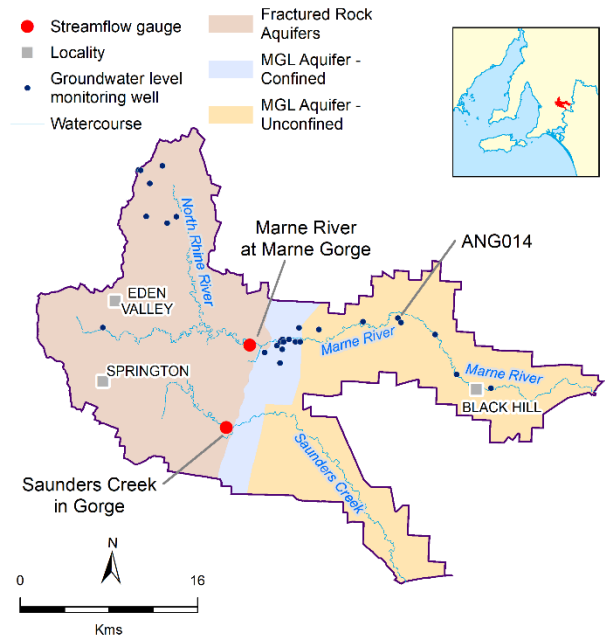 Streamflow gauge
Locality
Groundwater level
monitoring well
Watercourse
Fractured Rock
Aquifers
MGL Aquifer -
Confined
MGL Aquifer -
Unconfined
North Rhine River
Marne River
at Marne Gorge
ANG014
EDEN
VALLEY
Marne River
SPRINGTON
Marne River
BLACK HILL
Saunders Creek
in Gorge
Saunders Creek
N
0 16
Kms